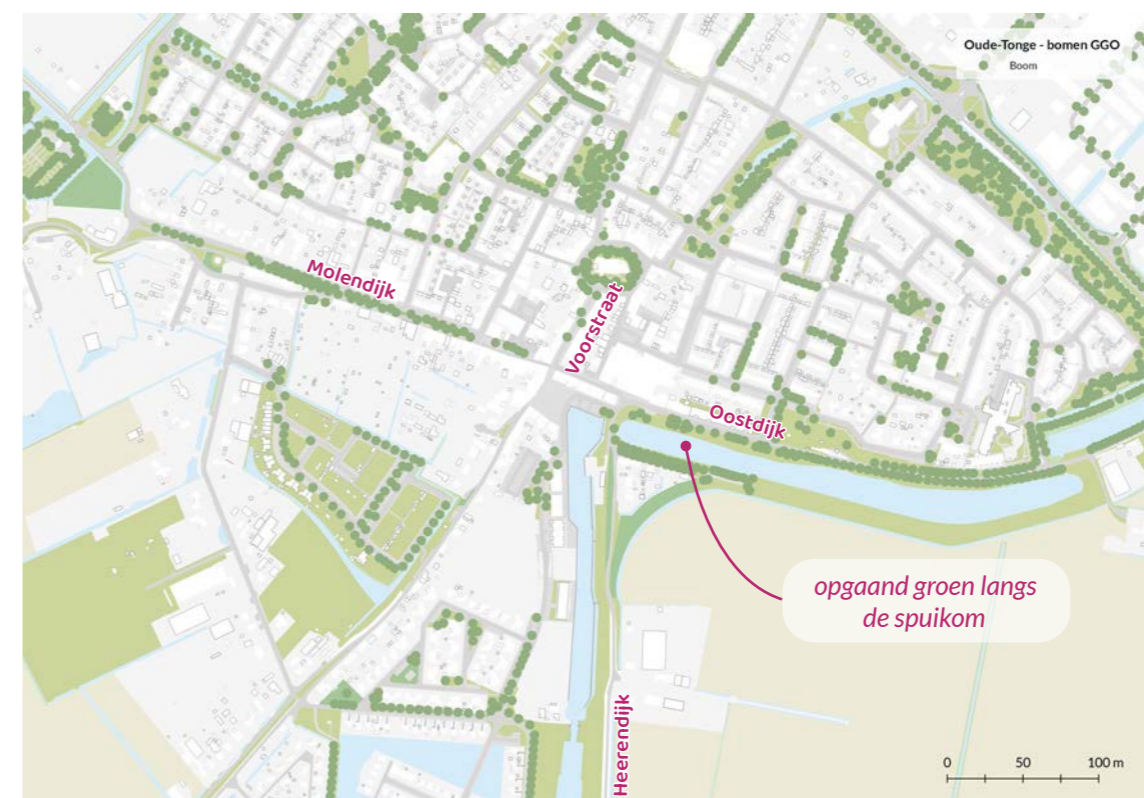 Oude-Tonge - bomen GGO
Boom
Molendijk
Voorstraat
Oostdijk
opgaand groen langs
de spuikom
Heerendijk
0 50 100 m